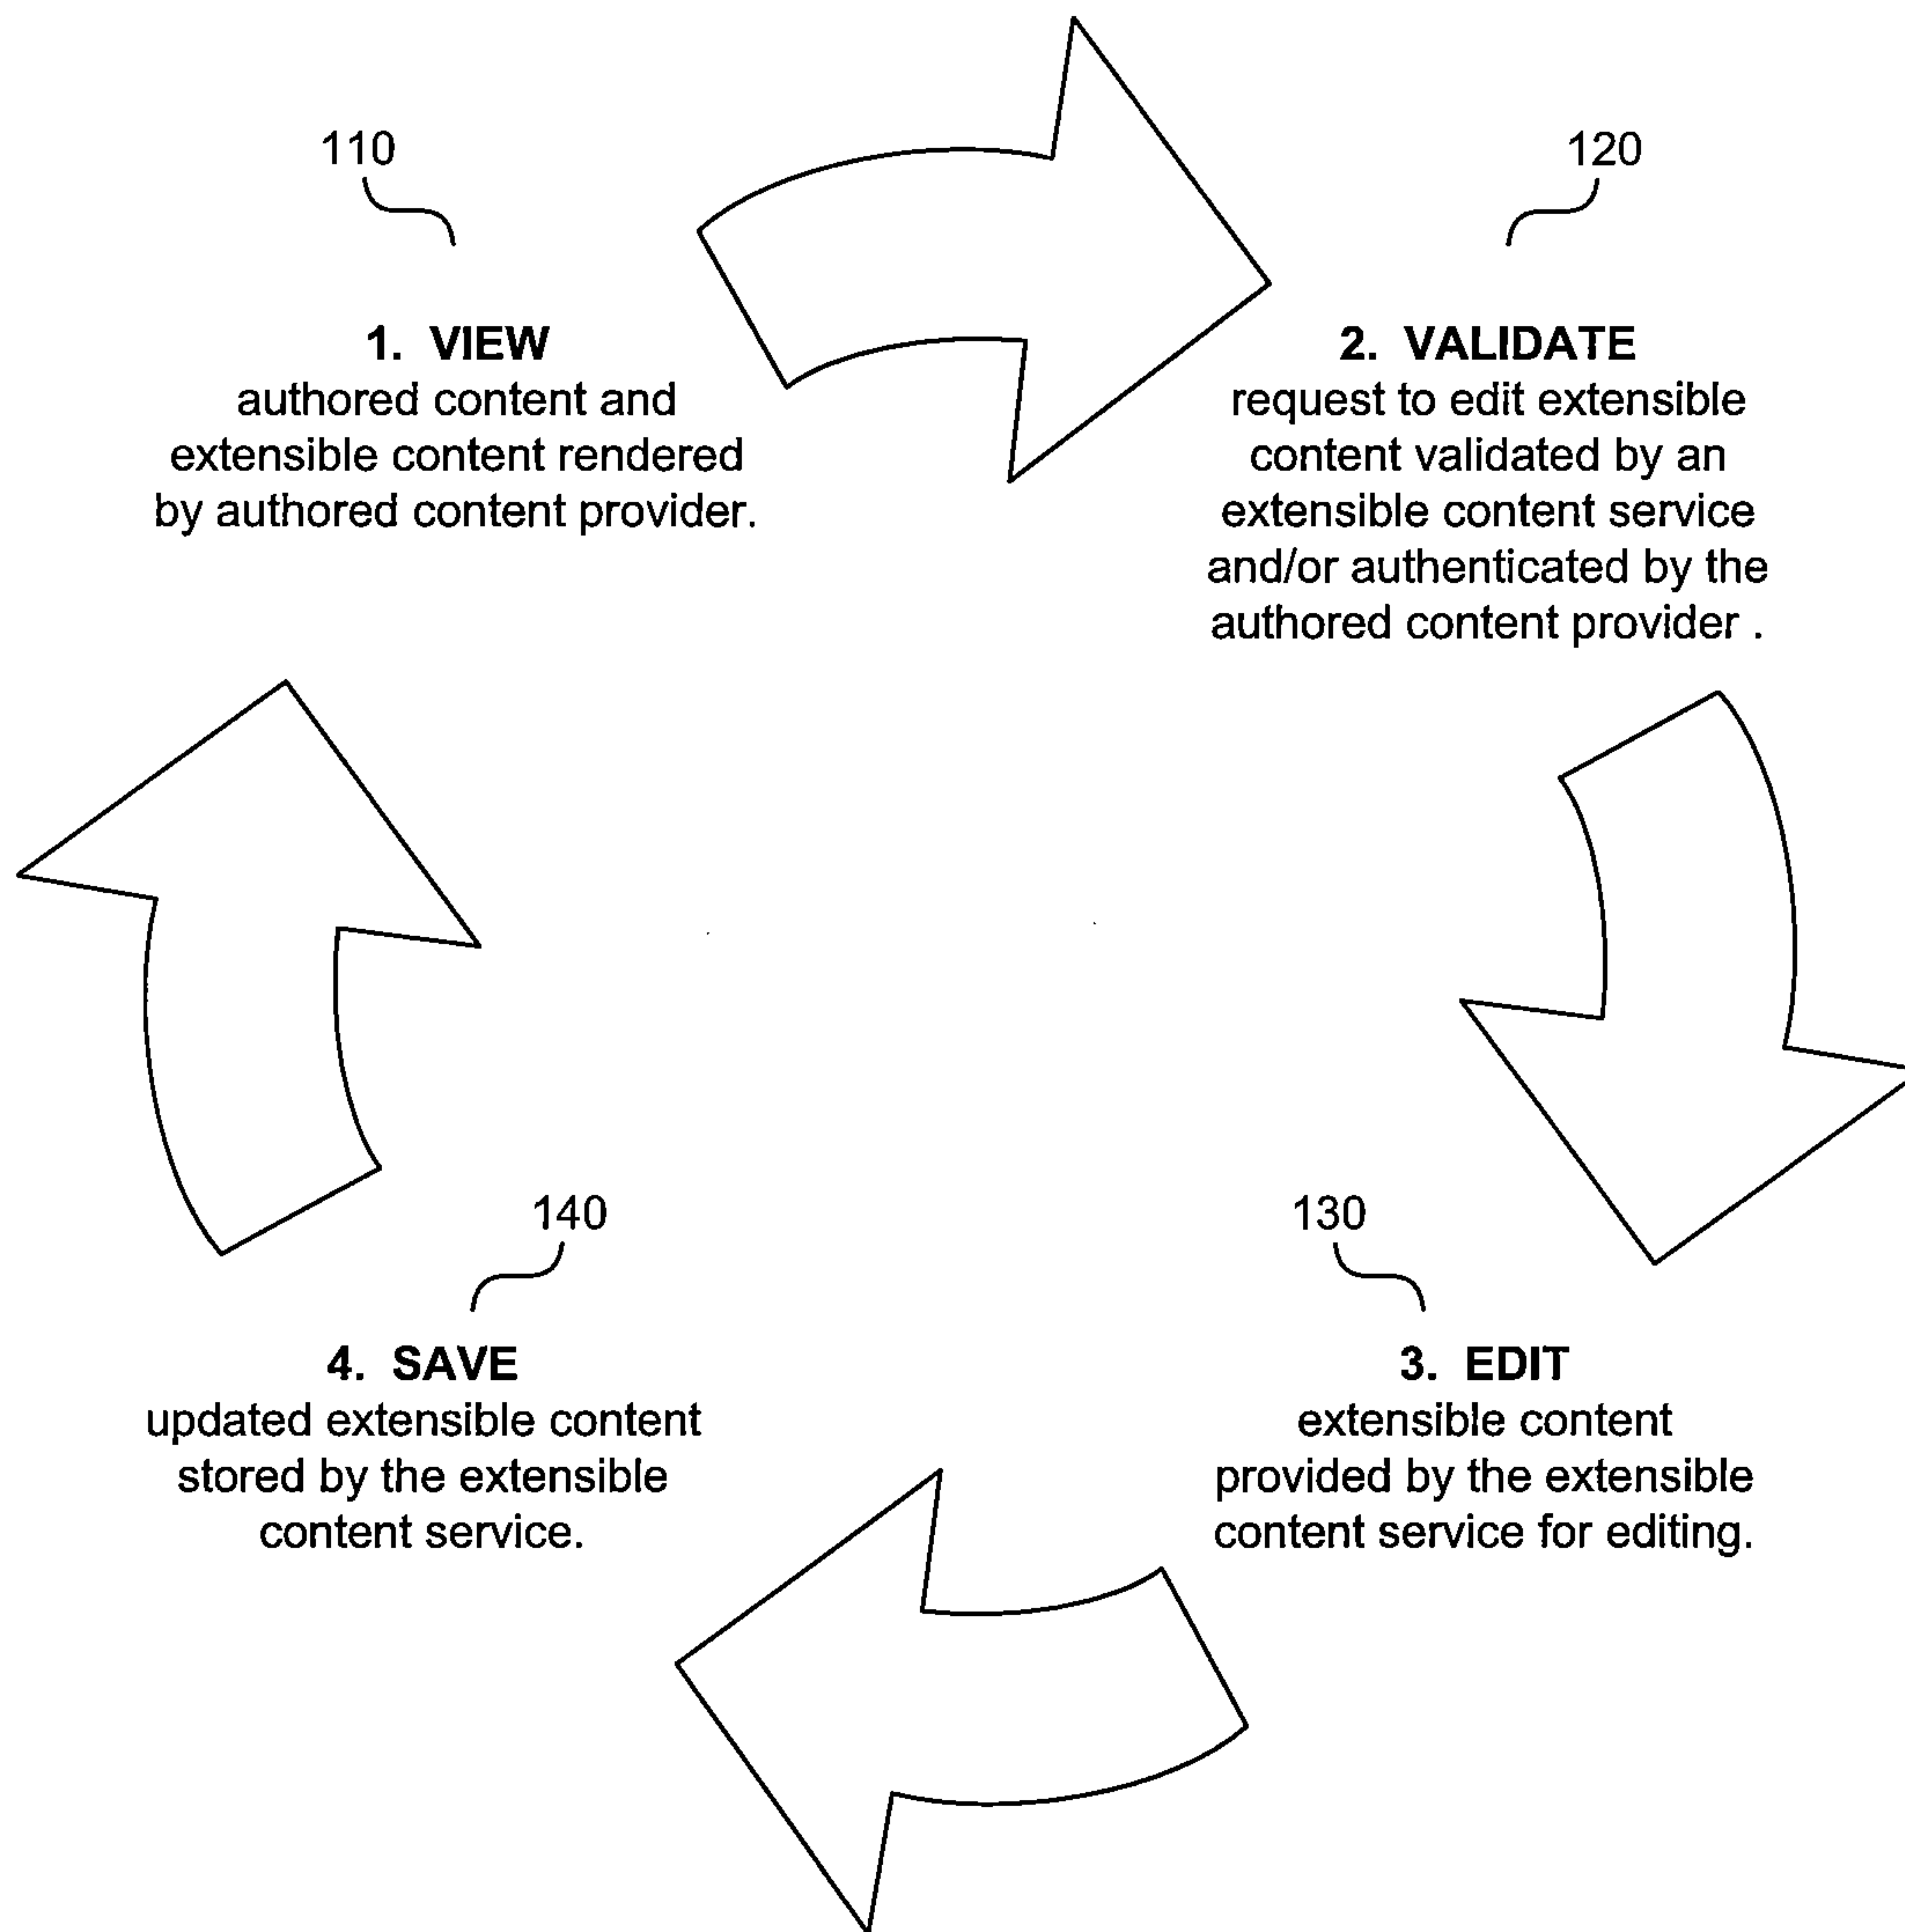 110
1. VIEW
authored content and
extensible content rendered
by authored content provider.
120
2. VALIDATE
request to edit extensible
content validated by an
extensible content service
and/or authenticated by the
authored content provider .
130
3. EDIT
extensible content
provided by the extensible
content service for editing.
140
4. SAVE
updated extensible content
stored by the extensible
content service.